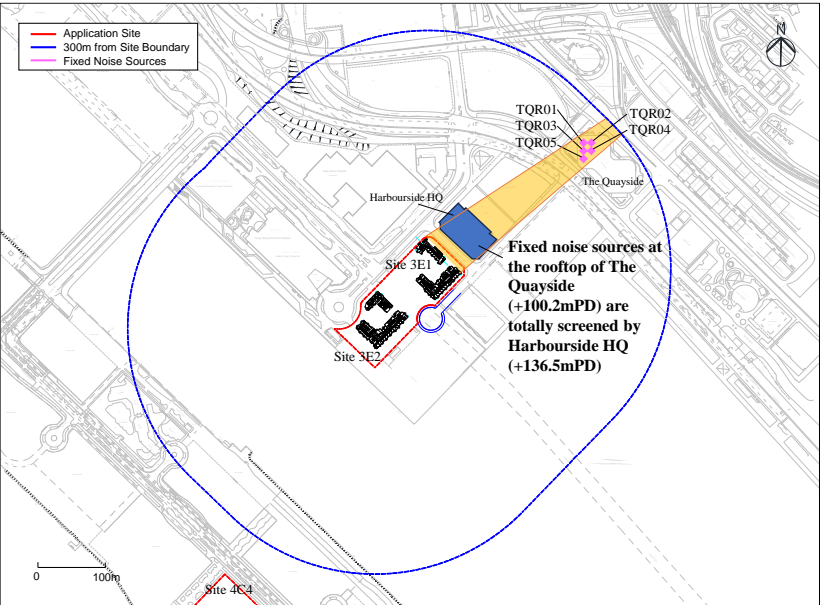 Application Site
300m from Site Boundary
Fixed Noise Sources
N
TQR01
TQR02
TQR03
TQR04
TQR05
The Quayside
Harbourside HQ
Site 3E1
Fixed noise sources at
the rooftop of The
Quayside
(+100.2mPD) are
totally screened by
Harbourside HQ
(+136.5mPD)
Site 3E2
0 100m
Site 4C4